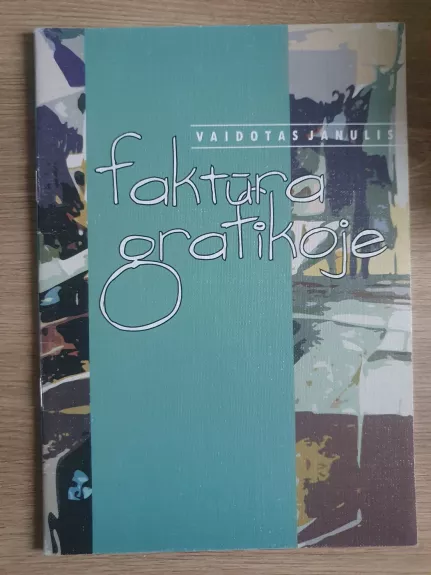 VAIDOTAS JANULIS
faktūra
grafikoje